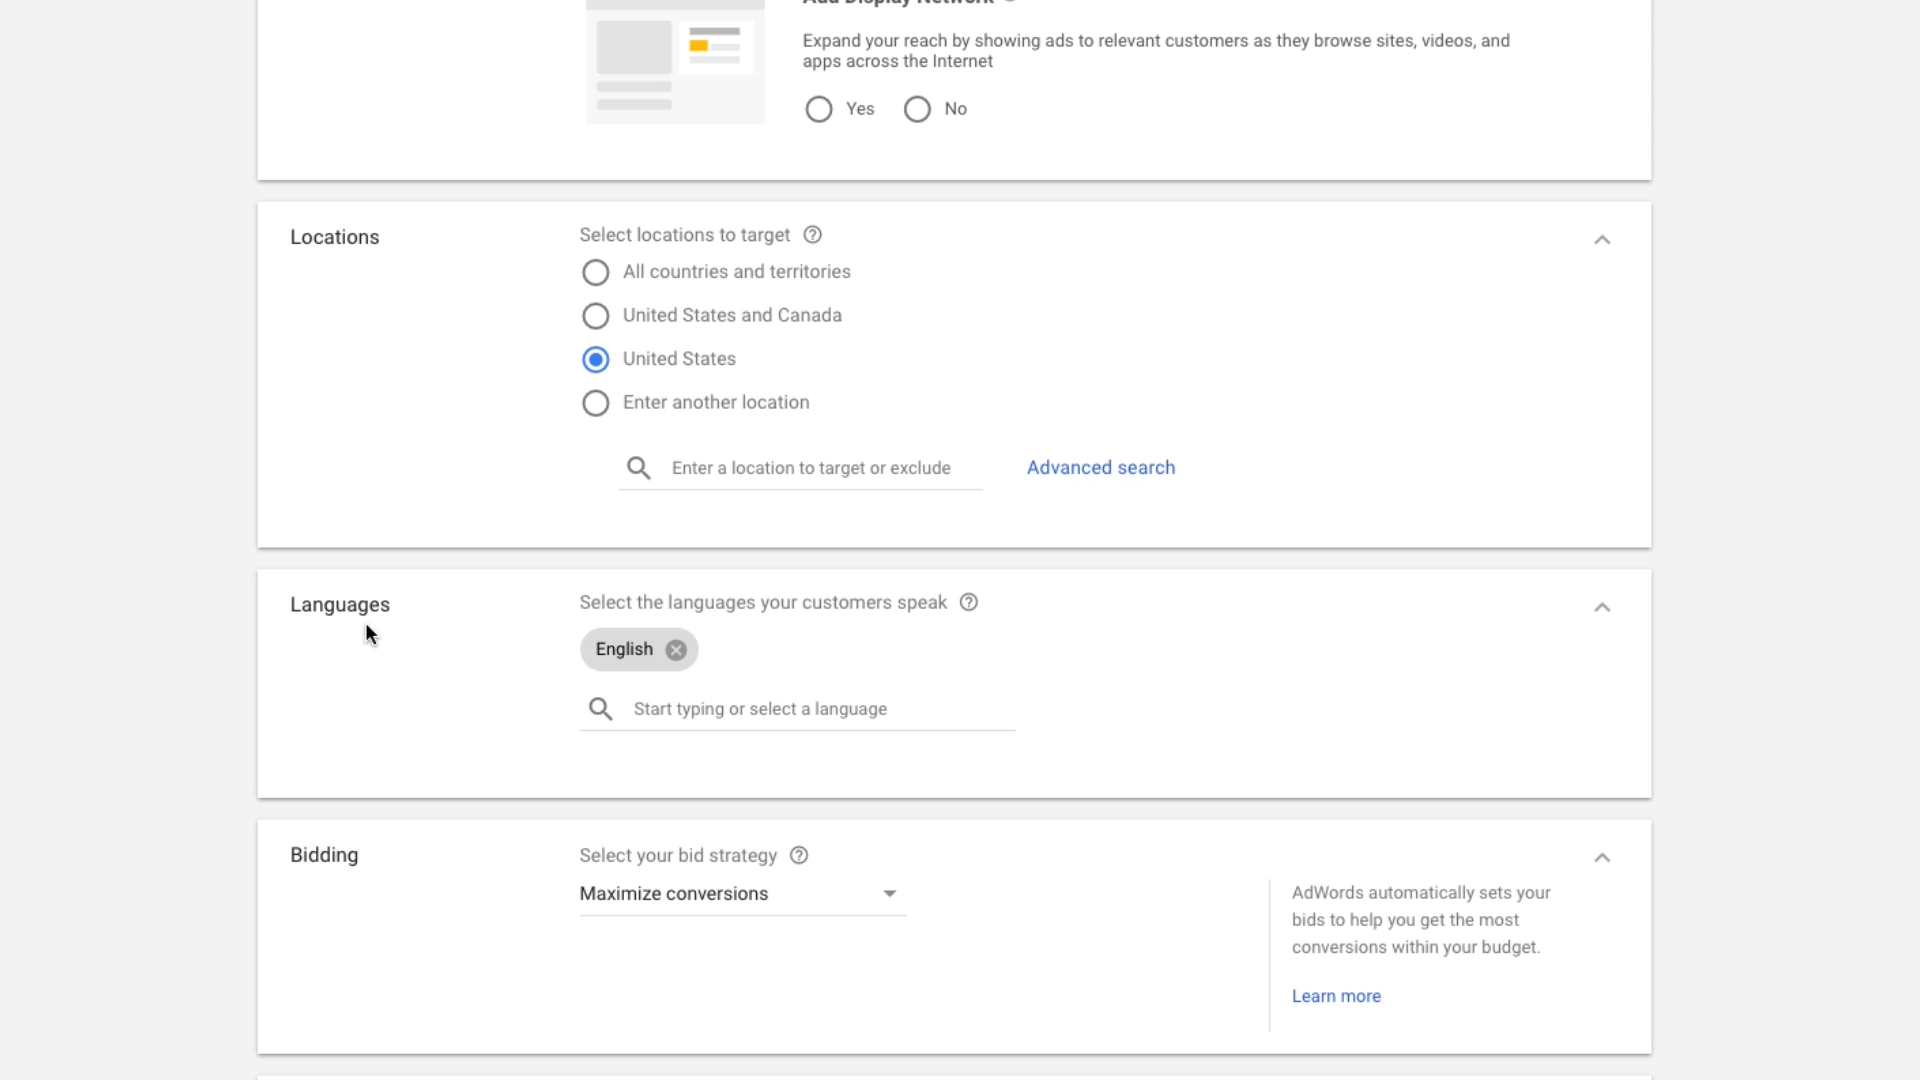 Add Display Network
Expand your reach by showing ads to relevant customers as they browse sites, videos, and
apps across the Internet
Yes
No
Locations
Select locations to target
All countries and territories
United States and Canada
United States
Enter another location
Enter a location to target or exclude
Advanced search
Languages
Select the languages your customers speak
English
Start typing or select a language
Bidding
Select your bid strategy
Maximize conversions
AdWords automatically sets your
bids to help you get the most
conversions within your budget.
Learn more